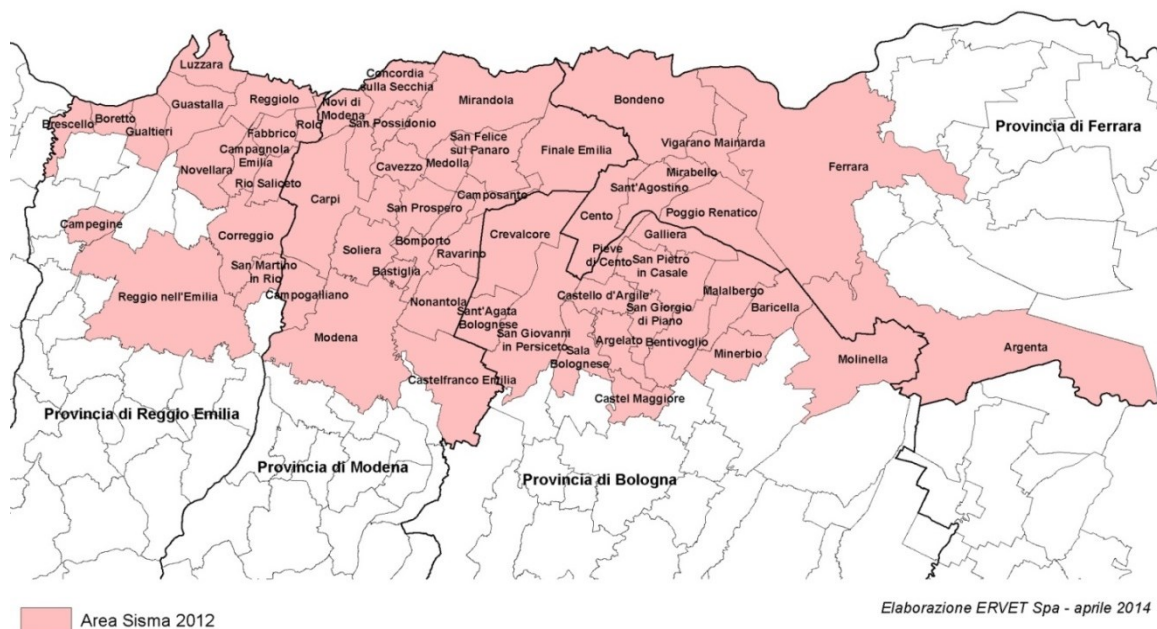 Luzzara
Guastalla
Reggiolo
Brescello
Boretto
Gualtieri
Rolo
Fabbrico
Campagnola
Emilia
Novellara
Rio Saliceto
Campegine
Correggio
San Martino
in Rio
Reggio nell'Emilia
Provincia di Reggio Emilia
Concordia
sulla Secchia
Novi di
Modena
Mirandola
San Possidonio
San Felice
sul Panaro
Finale Emilia
Cavezzo
Medolla
Carpi
Camposanto
San Prospero
Soliera
Bomporto
Ravarino
Bastiglia
Campogalliano
Nonantola
Modena
Castelfranco Emilia
Provincia di Modena
Crevalcore
Galliera
Pieve
di Cento
San Pietro
in Casale
Castello d'Argile
Malalbergo
Baricella
Sant'Agata
Bolognese
San Giorgio
di Piano
San Giovanni
in Persiceto
Argelato
Bentivoglio
Sala
Bolognese
Minerbio
Molinella
Castel Maggiore
Provincia di Bologna
Bondeno
Vigarano Mainarda
Mirabello
Ferrara
Sant'Agostino
Cento
Poggio Renatico
Argenta
Provincia di Ferrara
Area Sisma 2012
Elaborazione ERVET Spa - aprile 2014